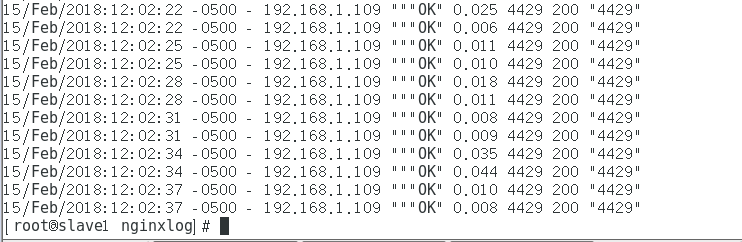 15/Feb/2018:12:02:22 -0500 - 192.168.1.109 """OK" 0.025 4429 200 "4429"
15/Feb/2018:12:02:22 -0500 - 192.168.1.109 """OK" 0.006 4429 200 "4429"
15/Feb/2018:12:02:25 -0500 - 192.168.1.109 """OK" 0.011 4429 200 "4429"
15/Feb/2018:12:02:25 -0500 - 192.168.1.109 """OK" 0.010 4429 200 "4429"
15/Feb/2018:12:02:28 -0500 - 192.168.1.109 """OK" 0.018 4429 200 "4429"
15/Feb/2018:12:02:28 -0500 - 192.168.1.109 """OK" 0.011 4429 200 "4429"
15/Feb/2018:12:02:31 -0500 - 192.168.1.109 """OK" 0.008 4429 200 "4429"
15/Feb/2018:12:02:31 -0500 - 192.168.1.109 """OK" 0.009 4429 200 "4429"
15/Feb/2018:12:02:34 -0500 - 192.168.1.109 """OK" 0.035 4429 200 "4429"
15/Feb/2018:12:02:34 -0500 - 192.168.1.109 """OK" 0.044 4429 200 "4429"
15/Feb/2018:12:02:37 -0500 - 192.168.1.109 """OK" 0.010 4429 200 "4429"
15/Feb/2018:12:02:37 -0500 - 192.168.1.109 """OK" 0.008 4429 200 "4429"
[root@slave1 nginxlog]#